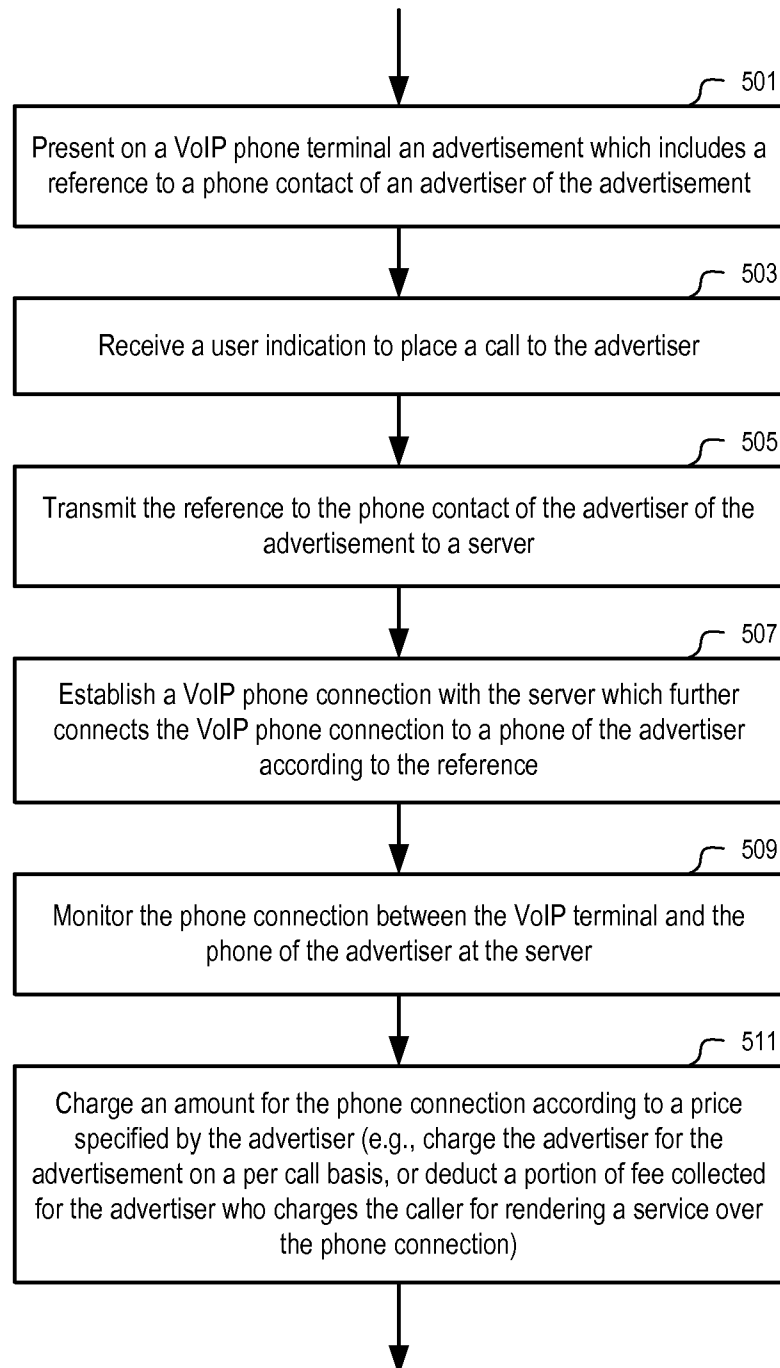 501
Present on a VoIP phone terminal an advertisement which includes a
reference to a phone contact of an advertiser of the advertisement
503
Receive a user indication to place a call to the advertiser
505
Transmit the reference to the phone contact of the advertiser of the
advertisement to a server
507
Establish a VoIP phone connection with the server which further
connects the VoIP phone connection to a phone of the advertiser
according to the reference
509
Monitor the phone connection between the VoIP terminal and the
phone of the advertiser at the server
511
Charge an amount for the phone connection according to a price
specified by the advertiser (e.g., charge the advertiser for the
advertisement on a per call basis, or deduct a portion of fee collected
for the advertiser who charges the caller for rendering a service over
the phone connection)